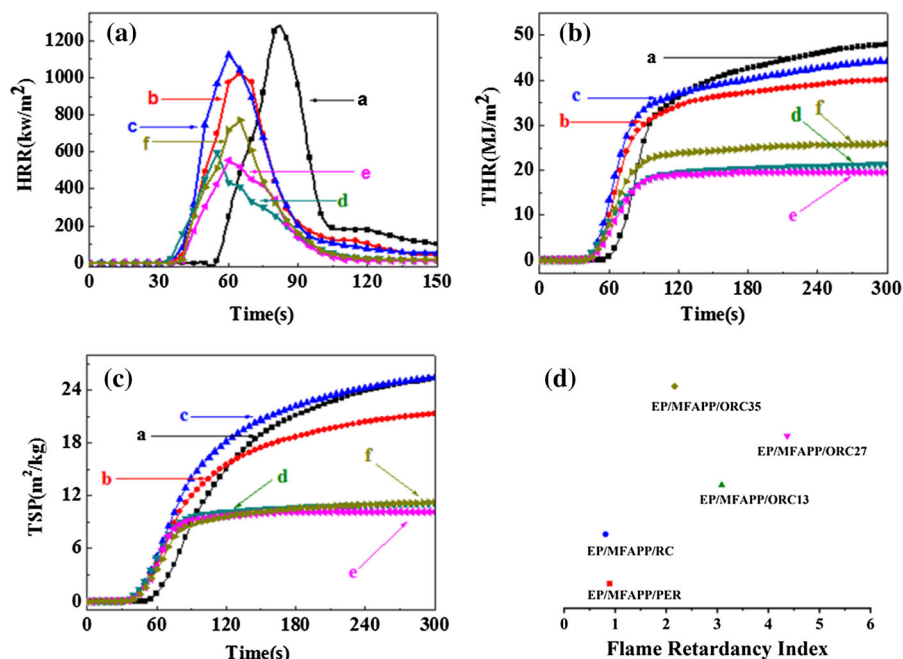 (a)
HRR(kw/m²)
1200
1000
800
600
400
200
0
a
b
c
f
e
d
0 30 60 90 120 150
Time(s)
(b)
THR(MJ/m²)
50
40
30
20
10
0
a
c
b
f
d
e
0 60 120 180 240 300
Time(s)
(c)
TSP(m²/kg)
24
18
12
6
0
c
a
b
d
f
e
0 60 120 180 240 300
Time(s)
(d)
EP/MFAPP/ORC35
EP/MFAPP/ORC27
EP/MFAPP/ORC13
EP/MFAPP/RC
EP/MFAPP/PER
0 1 2 3 4 5 6
Flame Retardancy Index